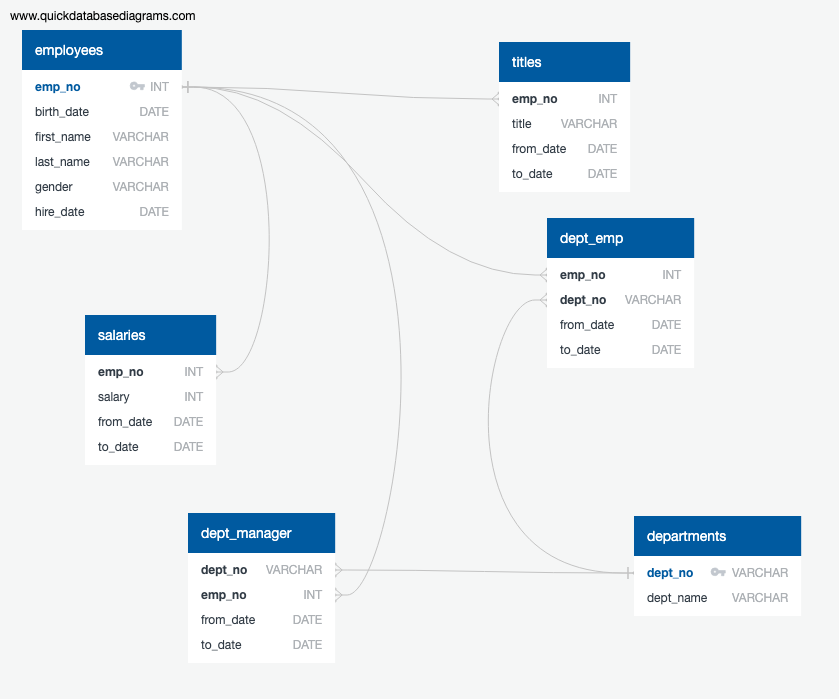 www.quickdatabasediagrams.com
employees
emp_no INT
birth_date DATE
first_name VARCHAR
last_name VARCHAR
gender VARCHAR
hire_date DATE
titles
emp_no INT
title VARCHAR
from_date DATE
to_date DATE
dept_emp
emp_no INT
dept_no VARCHAR
from_date DATE
to_date DATE
salaries
emp_no INT
salary INT
from_date DATE
to_date DATE
dept_manager
dept_no VARCHAR
emp_no INT
from_date DATE
to_date DATE
departments
dept_no VARCHAR
dept_name VARCHAR